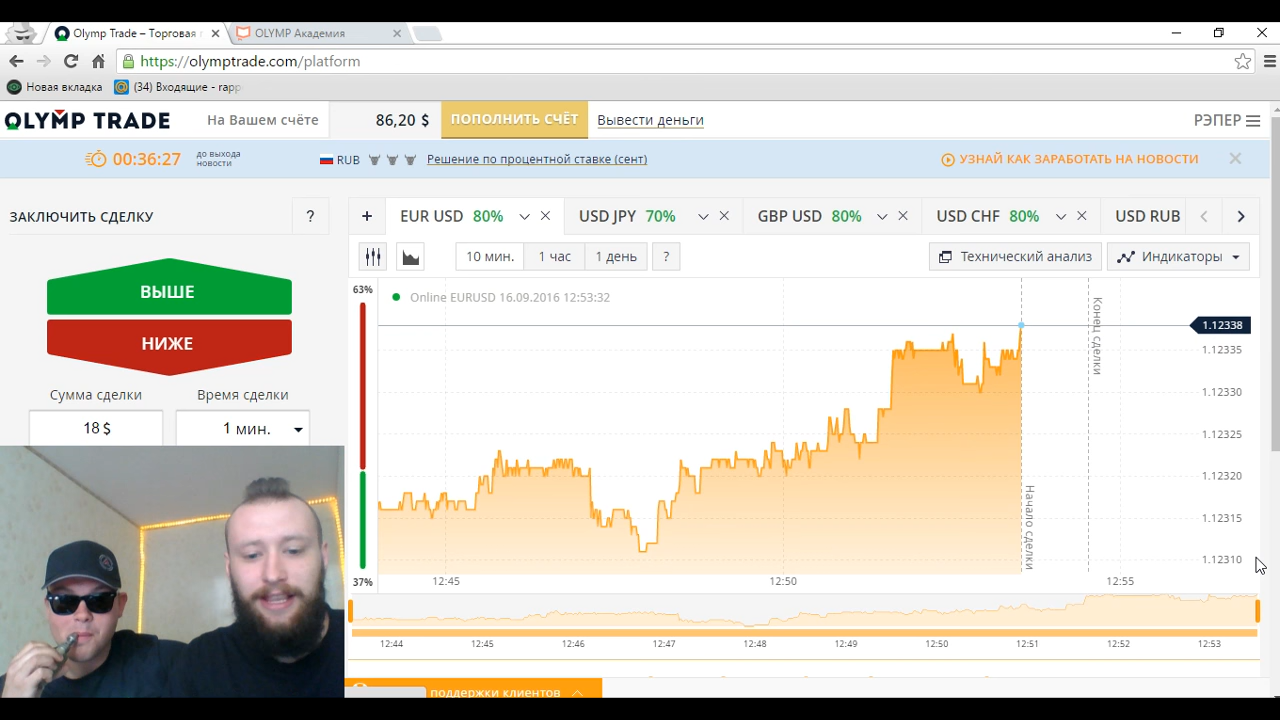 Olymp Trade – Торговая
OLYMP Академия
https://olymptrade.com/platform
Новая вкладка
(34) Входящие - rapp
OLYMP TRADE
На Вашем счёте
86,20 $
ПОПОЛНИТЬ СЧЁТ
Вывести деньги
РЭПЕР
00:36:27
до выхода
новости
RUB
Решение по процентной ставке (сент)
УЗНАЙ КАК ЗАРАБОТАТЬ НА НОВОСТИ
ЗАКЛЮЧИТЬ СДЕЛКУ
?
+
EUR USD 80%
USD JPY 70%
GBP USD 80%
USD CHF 80%
USD RUB
10 мин.
1 час
1 день
?
Технический анализ
Индикаторы
ВЫШЕ
НИЖЕ
Сумма сделки
Время сделки
18 $
1 мин.
63%
37%
Online EURUSD 16.09.2016 12:53:32
Начало сделки
Конец сделки
1.12338
1.12335
1.12330
1.12325
1.12320
1.12315
1.12310
12:45
12:50
12:55
12:44
12:45
12:46
12:47
12:48
12:49
12:50
12:51
12:52
12:53
поддержки клиентов